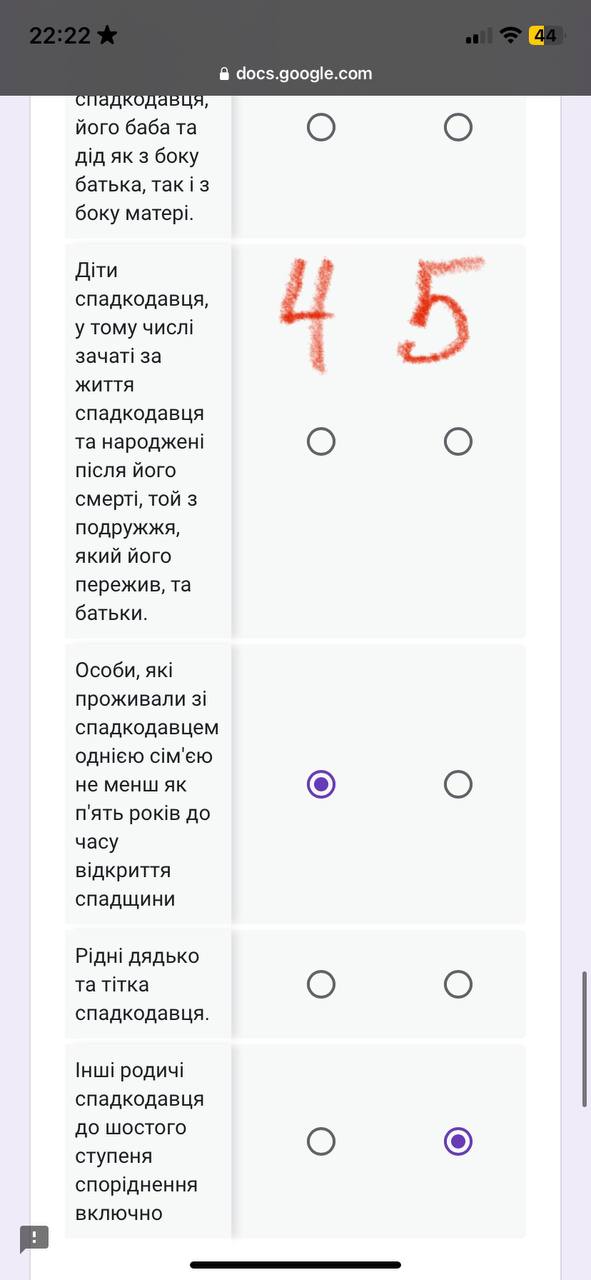 22:22 ★
44
docs.google.com
спадкодавця,
його баба та
дід як з боку
батька, так і з
боку матері.
Діти
спадкодавця,
у тому числі
зачаті за
життя
спадкодавця
та народжені
після його
смерті, той з
подружжя,
який його
пережив, та
батьки.
4 5
Особи, які
проживали зі
спадкодавцем
однією сім'єю
не менш як
п'ять років до
часу
відкриття
спадщини
Рідні дядько
та тітка
спадкодавця.
Інші родичі
спадкодавця
до шостого
ступеня
споріднення
включно